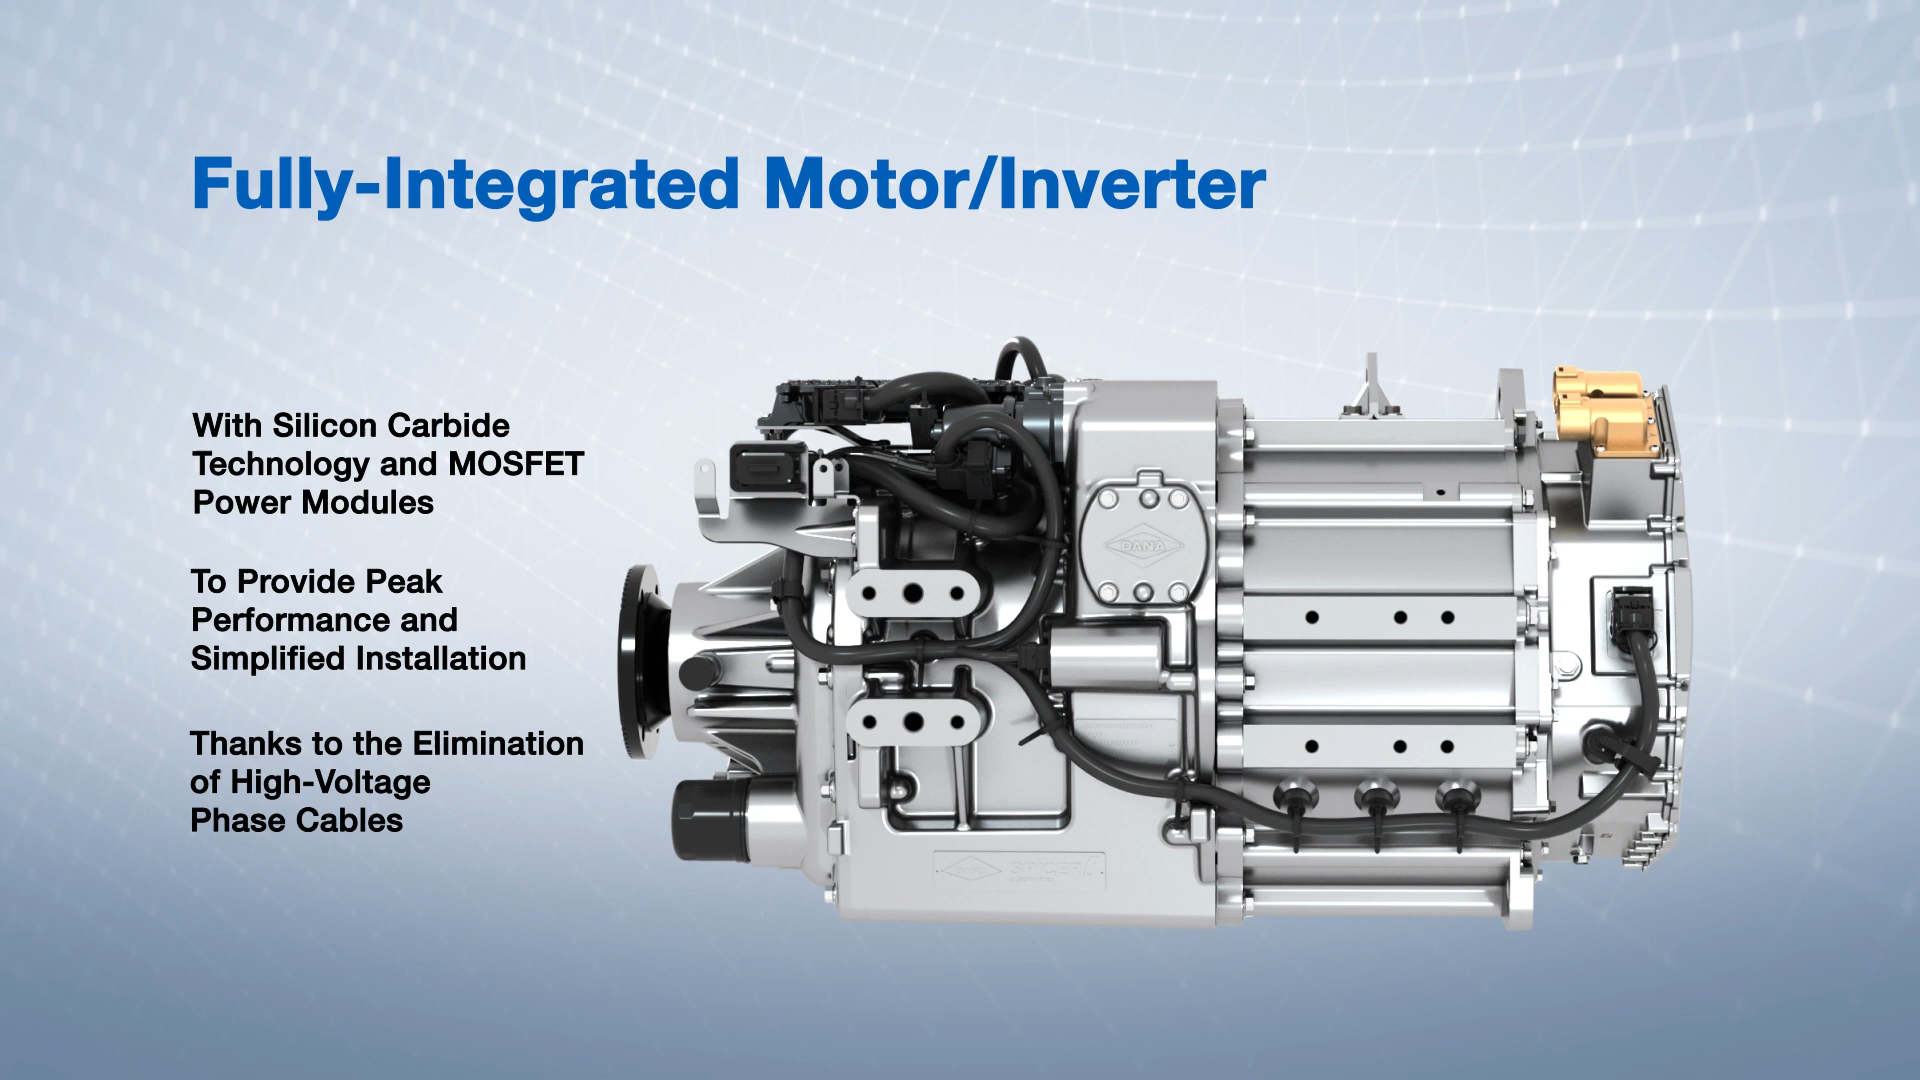 Fully-Integrated Motor/Inverter
With Silicon Carbide
Technology and MOSFET
Power Modules
To Provide Peak
Performance and
Simplified Installation
Thanks to the Elimination
of High-Voltage
Phase Cables
DANA
DANA SPICER